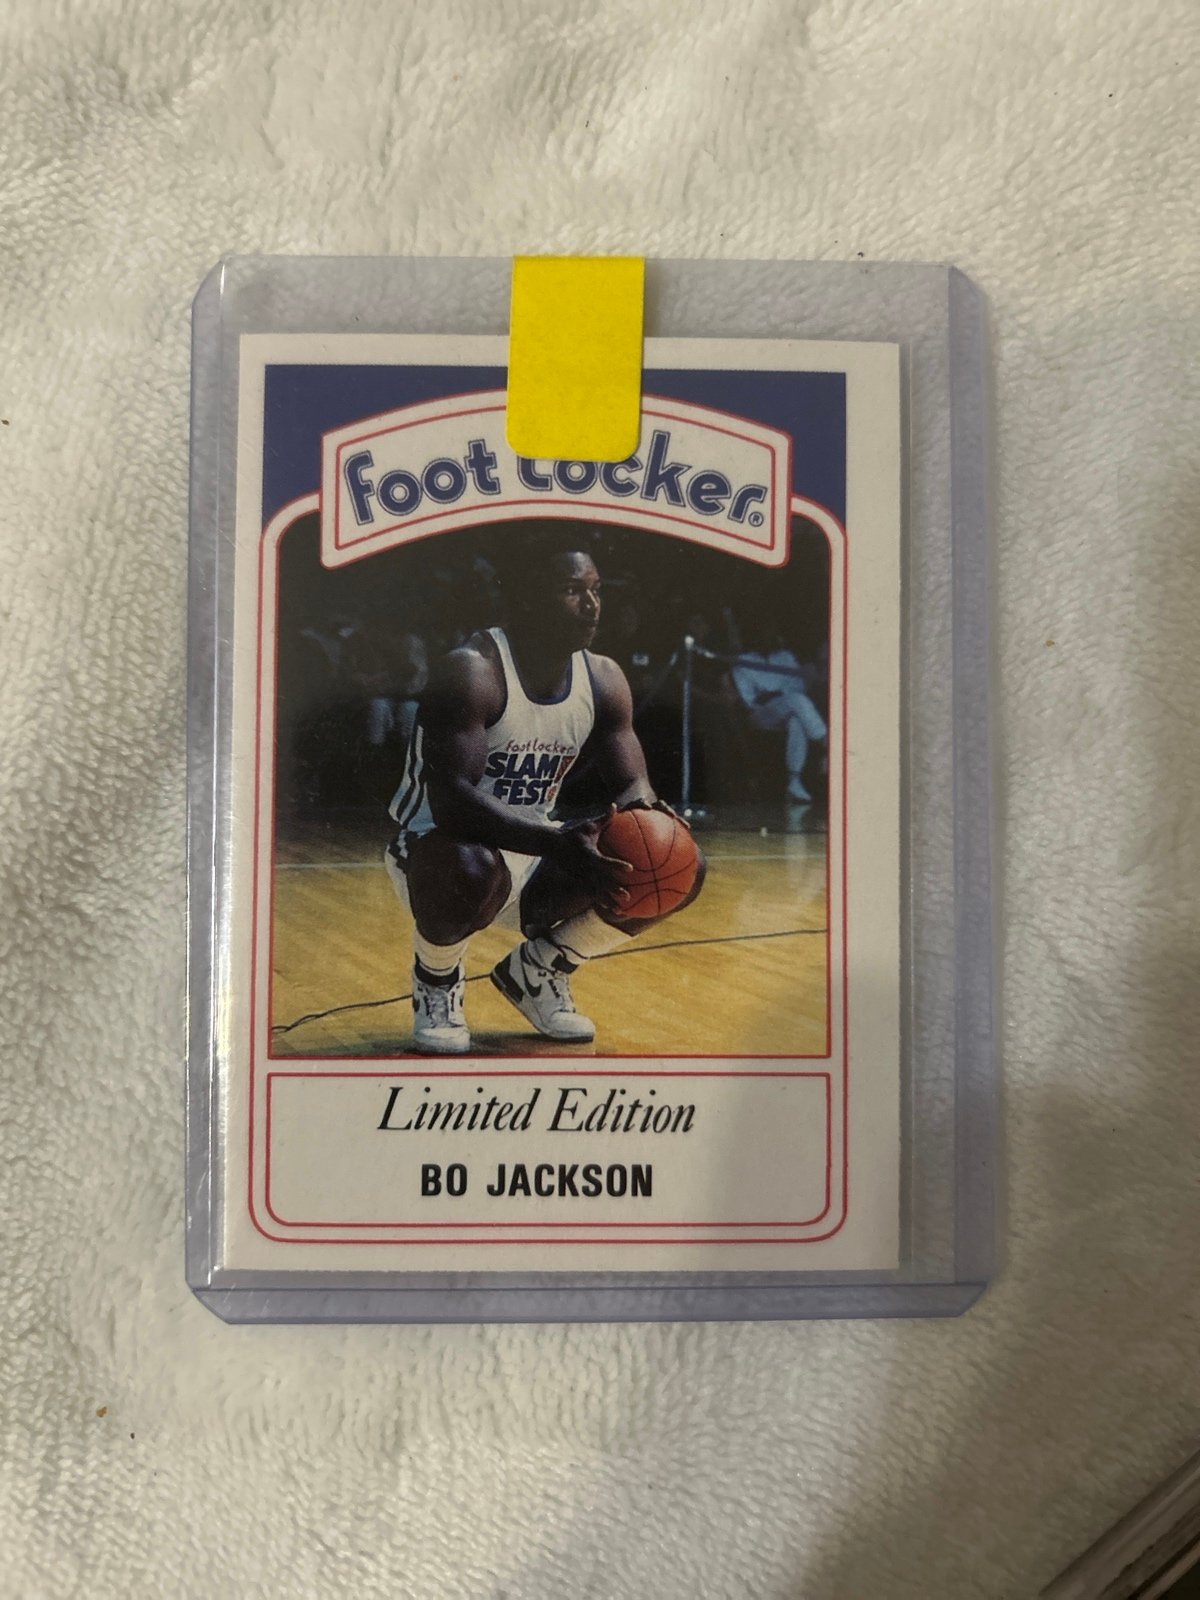 foot Locker®
foot Locker
SLAM
FEST
Limited Edition
BO JACKSON